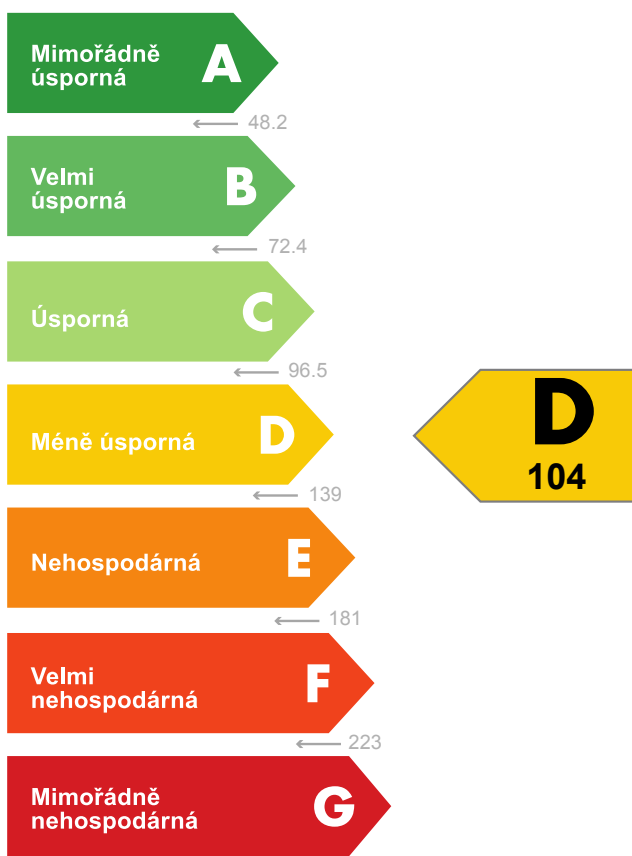 Mimořádně
úsporná
A
← 48.2
Velmi
úsporná
B
← 72.4
Úsporná
C
← 96.5
Méně úsporná
D
← 139
D
104
Nehospodárná
E
← 181
Velmi
nehospodárná
F
← 223
Mimořádně
nehospodárná
G